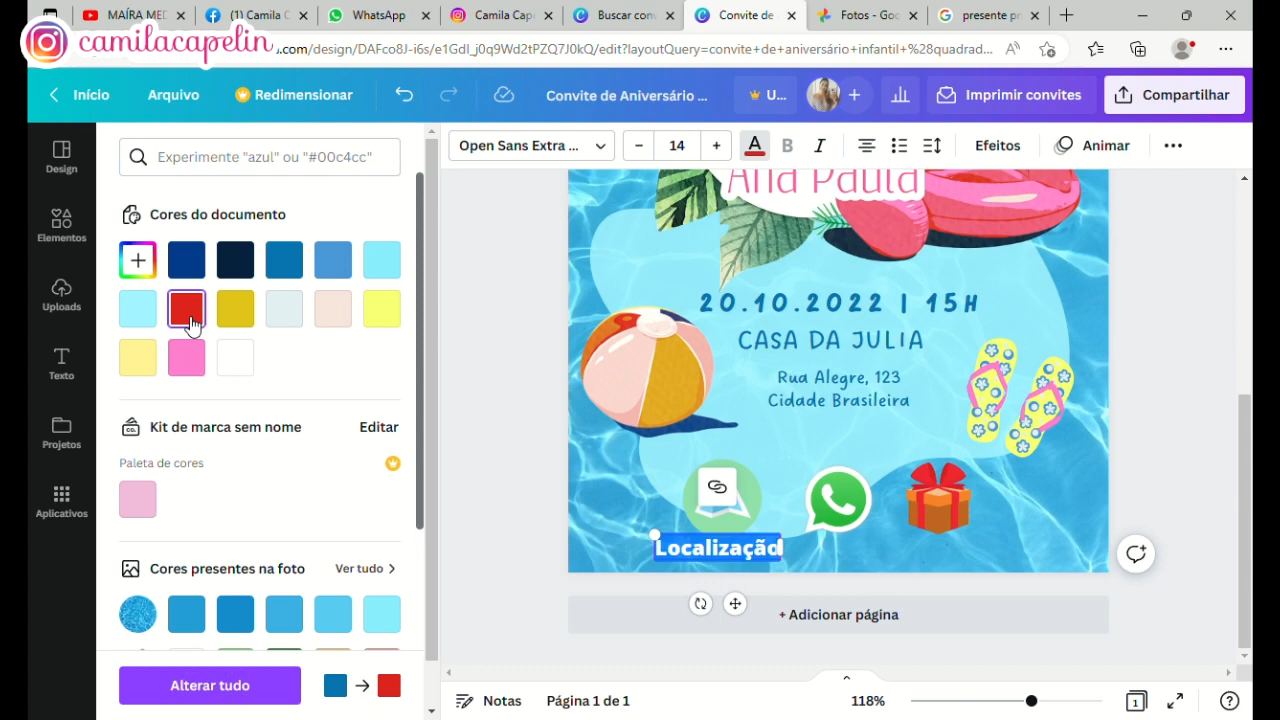 MAÍRA MED
(1) Camila C
WhatsApp
Camila Cape
Buscar conv
Convite de
Fotos - Goo
presente pr
camilacapelin
.com/design/DAFco8J-i6s/e1GdI_j0q9Wd2tPZQ7J0kQ/edit?layoutQuery=convite+de+aniversário+infantil+%28quadrad...
Início
Arquivo
Redimensionar
Convite de Aniversário ...
U...
Imprimir convites
Compartilhar
Design
Elementos
Uploads
Texto
Projetos
Aplicativos
Experimente "azul" ou "#00c4cc"
Cores do documento
Kit de marca sem nome
Editar
Paleta de cores
Cores presentes na foto
Ver tudo
Alterar tudo
Open Sans Extra ...
– 14 +
A B I
Efeitos
Animar
Ana Paula
20.10.2022 | 15H
CASA DA JULIA
Rua Alegre, 123
Cidade Brasileira
Localização
+ Adicionar página
Notas
Página 1 de 1
118%
1
?